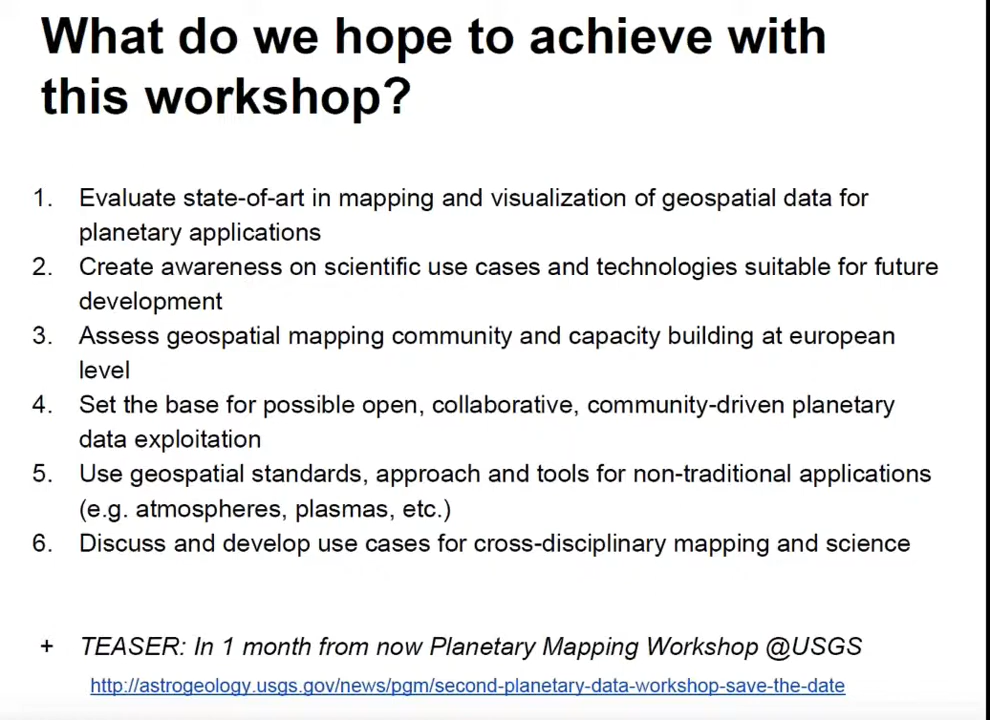 What do we hope to achieve with
this workshop?
1. Evaluate state-of-art in mapping and visualization of geospatial data for
planetary applications
2. Create awareness on scientific use cases and technologies suitable for future
development
3. Assess geospatial mapping community and capacity building at european
level
4. Set the base for possible open, collaborative, community-driven planetary
data exploitation
5. Use geospatial standards, approach and tools for non-traditional applications
(e.g. atmospheres, plasmas, etc.)
6. Discuss and develop use cases for cross-disciplinary mapping and science
+ TEASER: In 1 month from now Planetary Mapping Workshop @USGS
http://astrogeology.usgs.gov/news/pgm/second-planetary-data-workshop-save-the-date